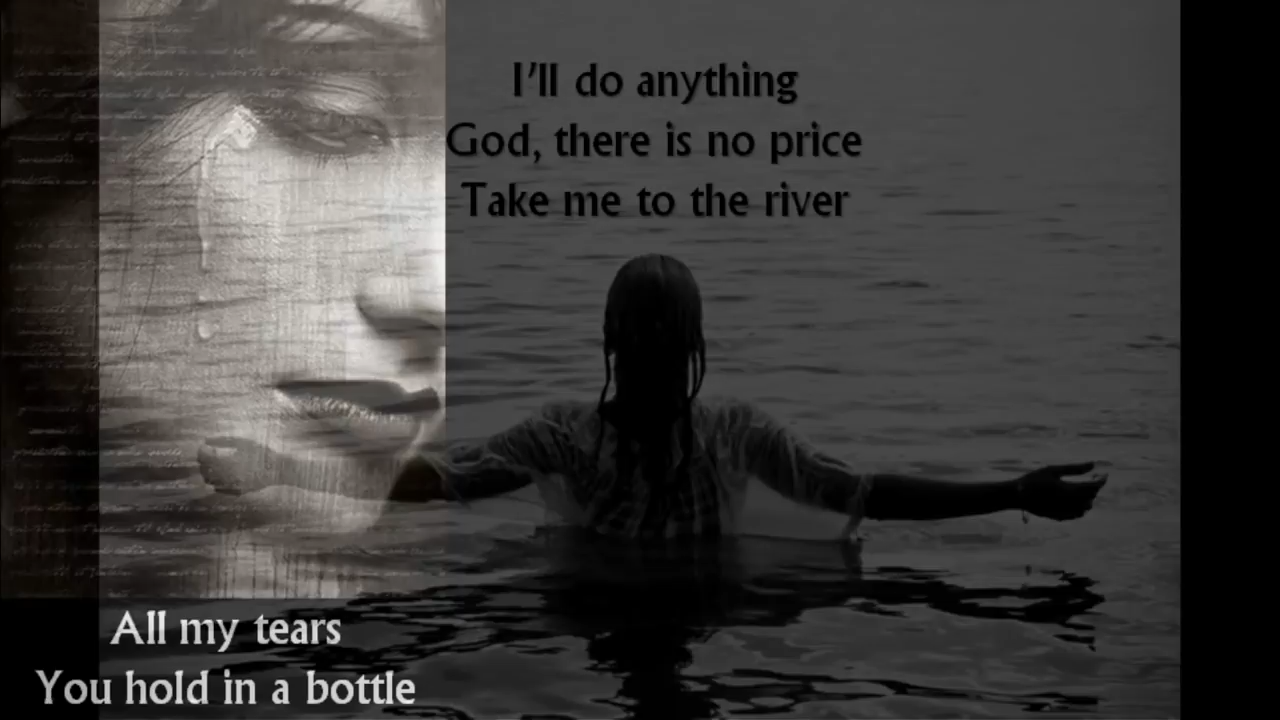 I'll do anything
God, there is no price
Take me to the river
All my tears
You hold in a bottle